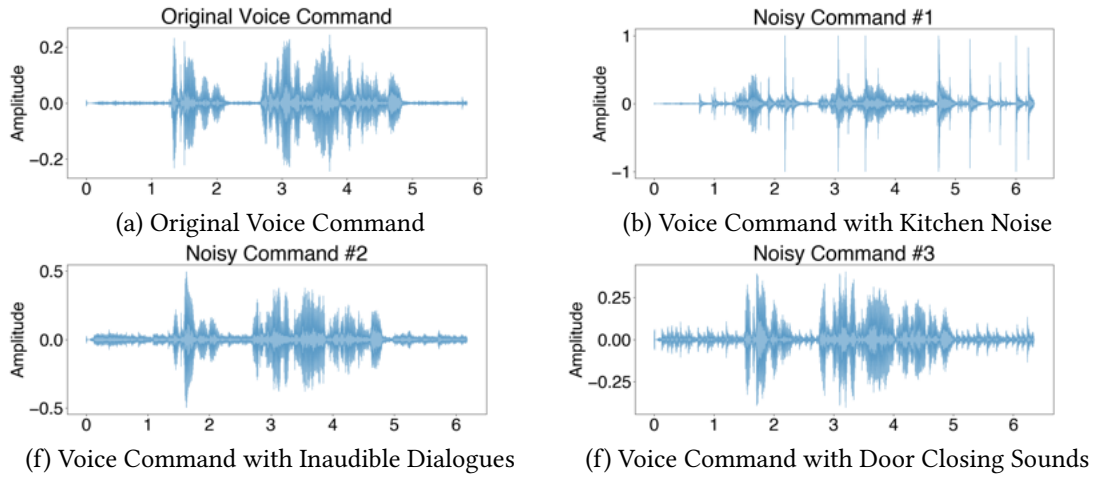 Original Voice Command
Noisy Command #1
Amplitude
0.2
0.0
−0.2
0 1 2 3 4 5 6
Amplitude
1
0
−1
0 1 2 3 4 5 6
(a) Original Voice Command
(b) Voice Command with Kitchen Noise
Noisy Command #2
Noisy Command #3
Amplitude
0.5
0.0
−0.5
0 1 2 3 4 5 6
Amplitude
0.25
0.00
−0.25
0 1 2 3 4 5 6
(f) Voice Command with Inaudible Dialogues
(f) Voice Command with Door Closing Sounds